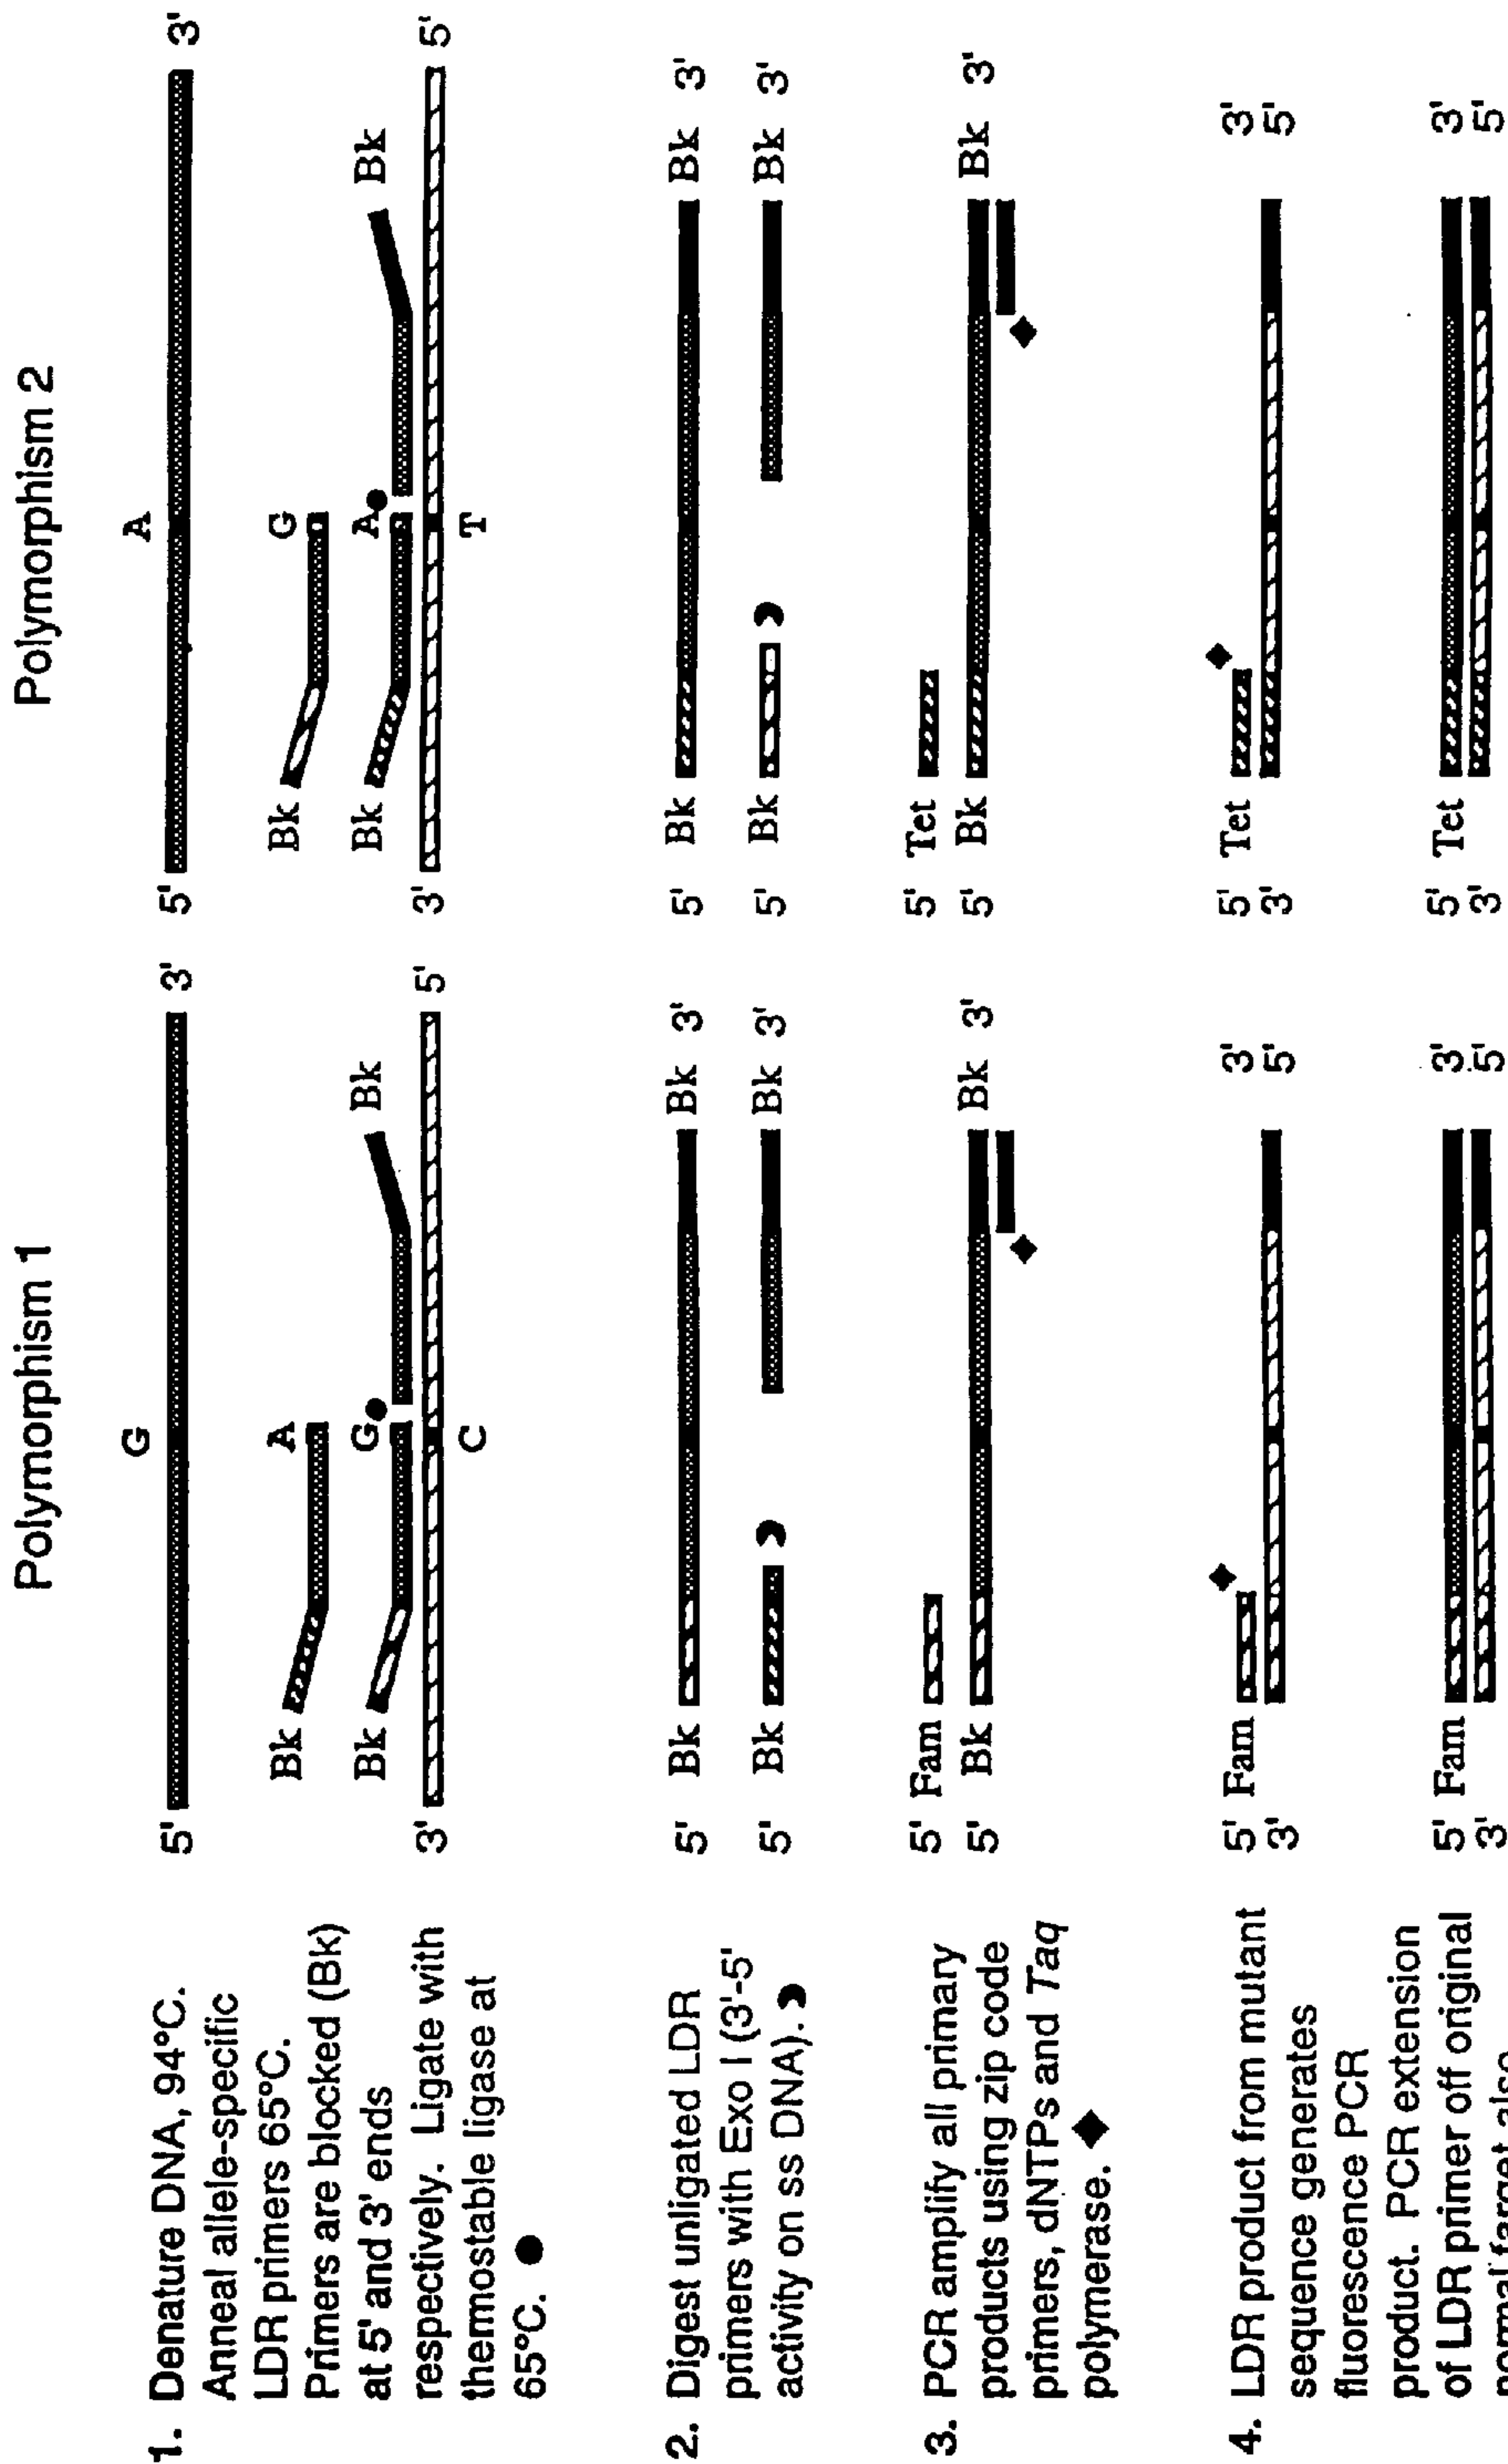 Polymorphism 1
Polymorphism 2
1. Denature DNA, 94°C.
Anneal allele-specific
LDR primers 65°C.
Primers are blocked (Bk)
at 5' and 3' ends
respectively. Ligate with
thermostable ligase at
65°C.
5' G 3'
Bk A
Bk G Bk
3' C 5'
5' A 3'
Bk G
Bk A Bk
3' T 5'
2. Digest unligated LDR
primers with Exo I (3'-5'
activity on ss DNA).
5' Bk Bk 3'
5' Bk Bk 3'
5' Bk Bk 3'
5' Bk Bk 3'
3. PCR amplify all primary
products using zip code
primers, dNTPs and Taq
polymerase.
5' Fam
5' Bk Bk 3'
5' Tet
5' Bk Bk 3'
4. LDR product from mutant
sequence generates
fluorescence PCR
product. PCR extension
of LDR primer off original
normal target also
5' Fam 3'
3' 5'
5' Tet 3'
3' 5'
5' Fam 3'
3' 5'
5' Tet 3'
3' 5'